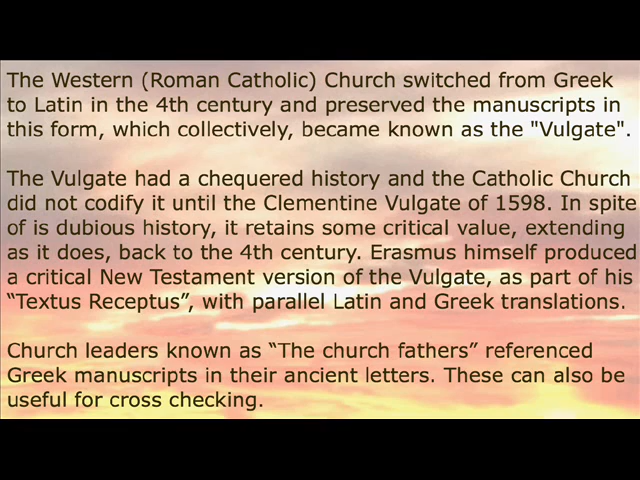 The Western (Roman Catholic) Church switched from Greek
to Latin in the 4th century and preserved the manuscripts in
this form, which collectively, became known as the "Vulgate".
The Vulgate had a chequered history and the Catholic Church
did not codify it until the Clementine Vulgate of 1598. In spite
of is dubious history, it retains some critical value, extending
as it does, back to the 4th century. Erasmus himself produced
a critical New Testament version of the Vulgate, as part of his
“Textus Receptus”, with parallel Latin and Greek translations.
Church leaders known as “The church fathers” referenced
Greek manuscripts in their ancient letters. These can also be
useful for cross checking.